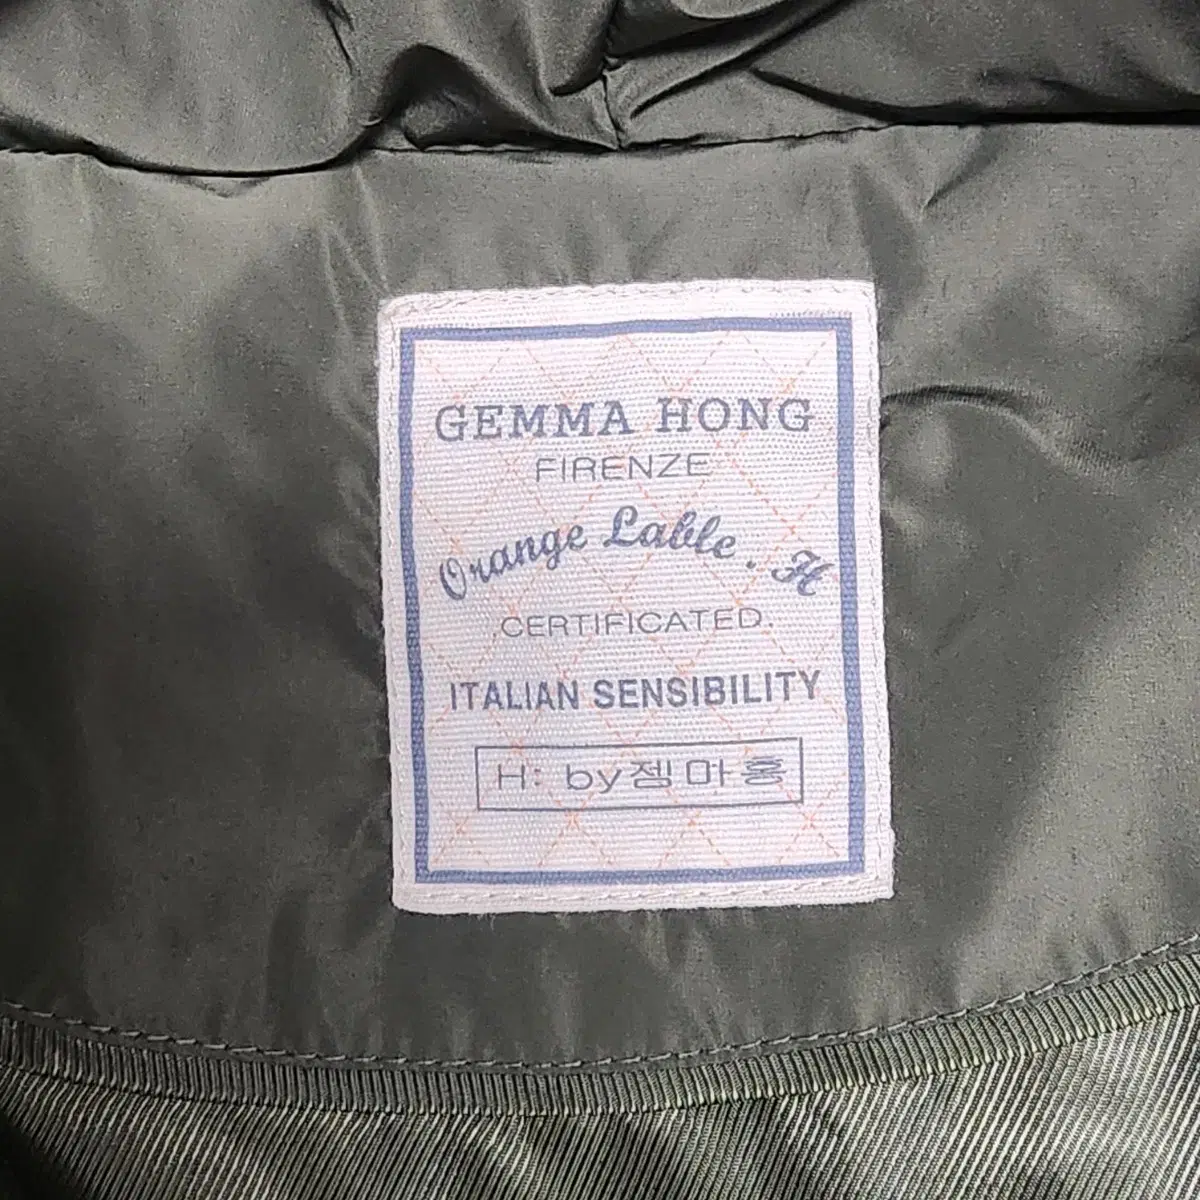 GEMMA HONG
FIRENZE
Orange Lable. H
.CERTIFICATED.
ITALIAN SENSIBILITY
H: by젬마홍